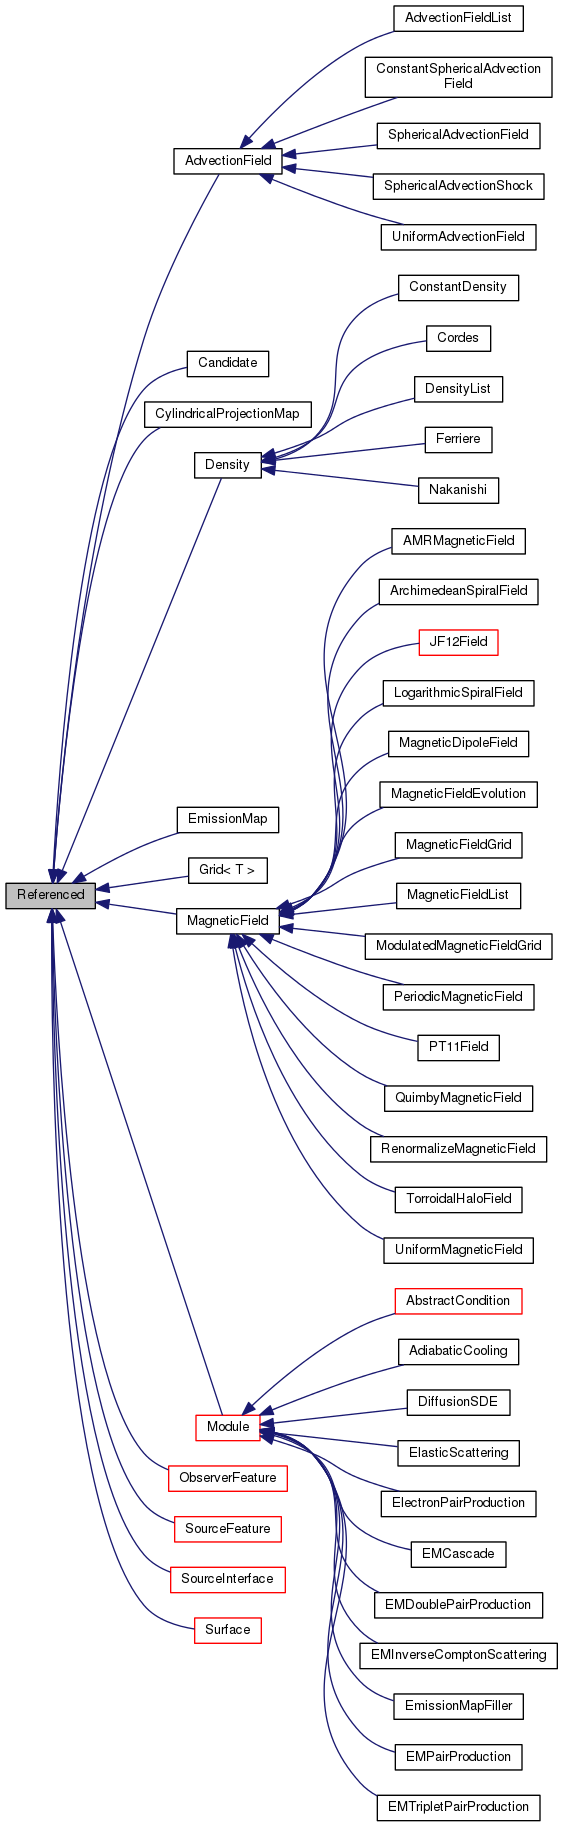 AdvectionFieldList
ConstantSphericalAdvection
Field
SphericalAdvectionField
AdvectionField
SphericalAdvectionShock
UniformAdvectionField
ConstantDensity
Cordes
Candidate
DensityList
CylindricalProjectionMap
Ferriere
Density
Nakanishi
AMRMagneticField
ArchimedeanSpiralField
JF12Field
LogarithmicSpiralField
MagneticDipoleField
MagneticFieldEvolution
EmissionMap
MagneticFieldGrid
Grid< T >
Referenced
MagneticFieldList
MagneticField
ModulatedMagneticFieldGrid
PeriodicMagneticField
PT11Field
QuimbyMagneticField
RenormalizeMagneticField
TorroidalHaloField
UniformMagneticField
AbstractCondition
AdiabaticCooling
DiffusionSDE
Module
ElasticScattering
ObserverFeature
ElectronPairProduction
SourceFeature
EMCascade
SourceInterface
EMDoublePairProduction
Surface
EMInverseComptonScattering
EmissionMapFiller
EMPairProduction
EMTripletPairProduction